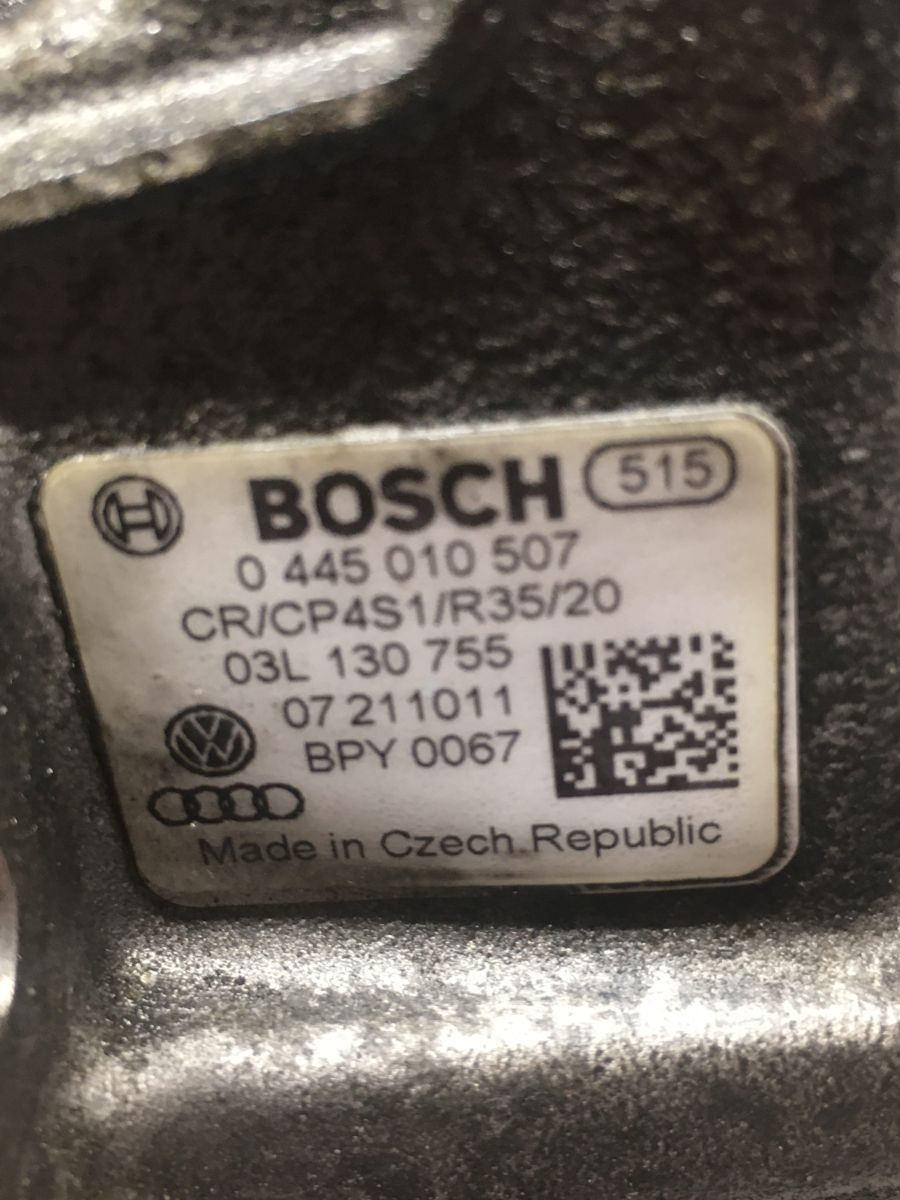 BOSCH 515
0 445 010 507
CR/CP4S1/R35/20
03L 130 755
07 211011
BPY 0067
Made in Czech Republic